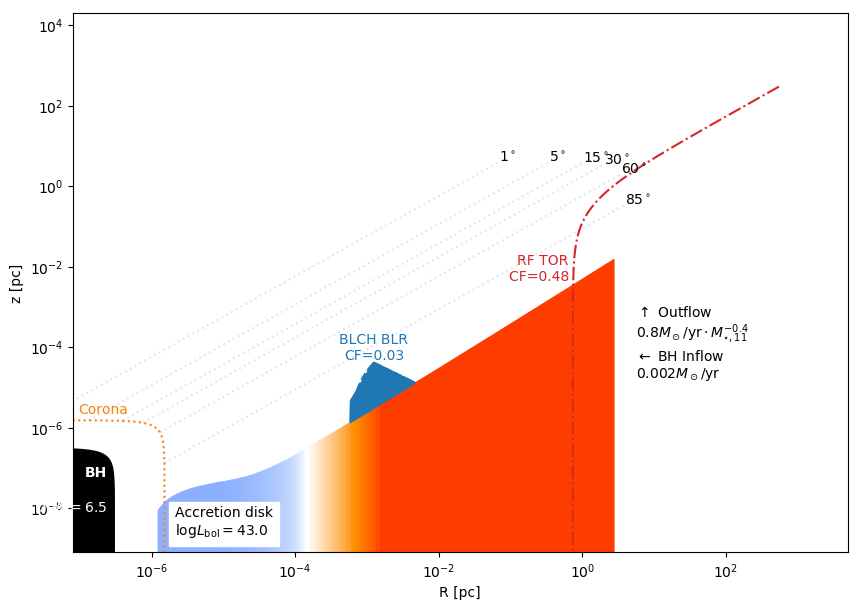 10^4
10^2
10^0
10^-2
10^-4
10^-6
10^-8
z [pc]
1°
5°
15°
30°
60°
85°
RF TOR
CF=0.48
BLCH BLR
CF=0.03
↑ Outflow
0.8M_⊙/yr · M_{⋆,11}^{-0.4}
← BH Inflow
0.002M_⊙/yr
Corona
BH
= 6.5
Accretion disk
logL_bol = 43.0
10^-6
10^-4
10^-2
10^0
10^2
R [pc]